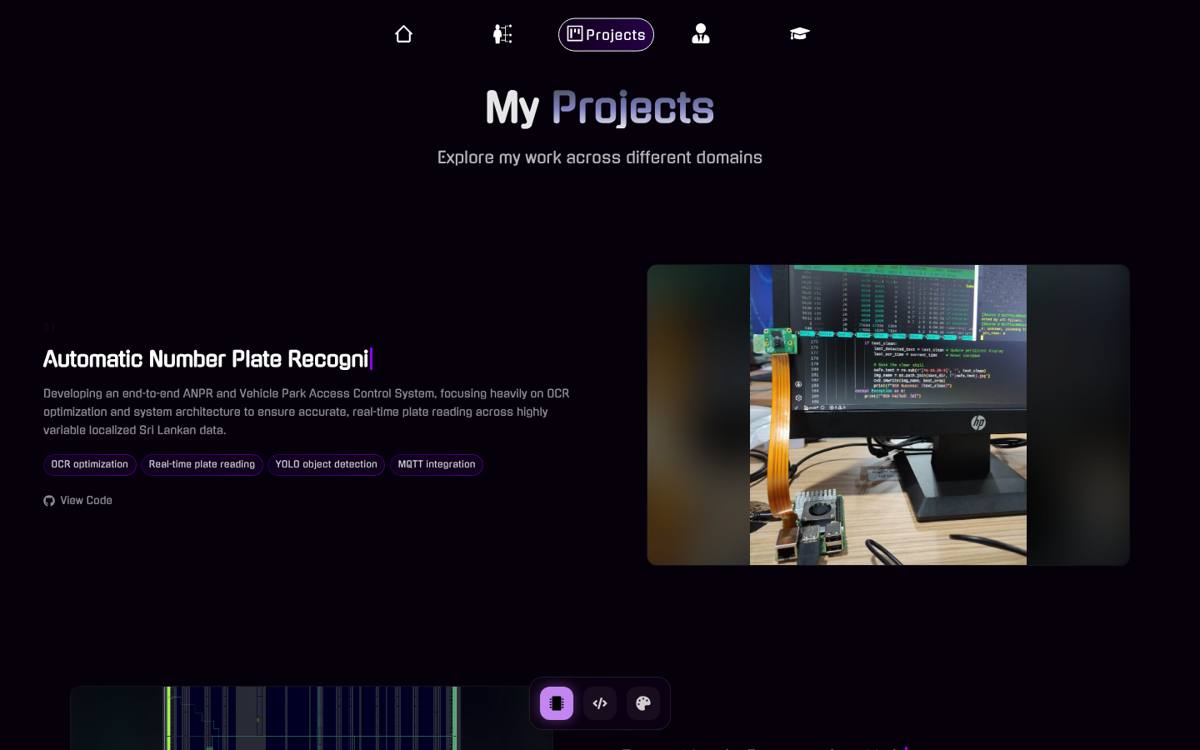 Projects
My Projects
Explore my work across different domains
Automatic Number Plate Recogni
Developing an end-to-end ANPR and Vehicle Park Access Control System, focusing heavily on OCR
optimization and system architecture to ensure accurate, real-time plate reading across highly
variable localized Sri Lankan data.
OCR optimization
Real-time plate reading
YOLO object detection
MQTT integration
View Code
hp